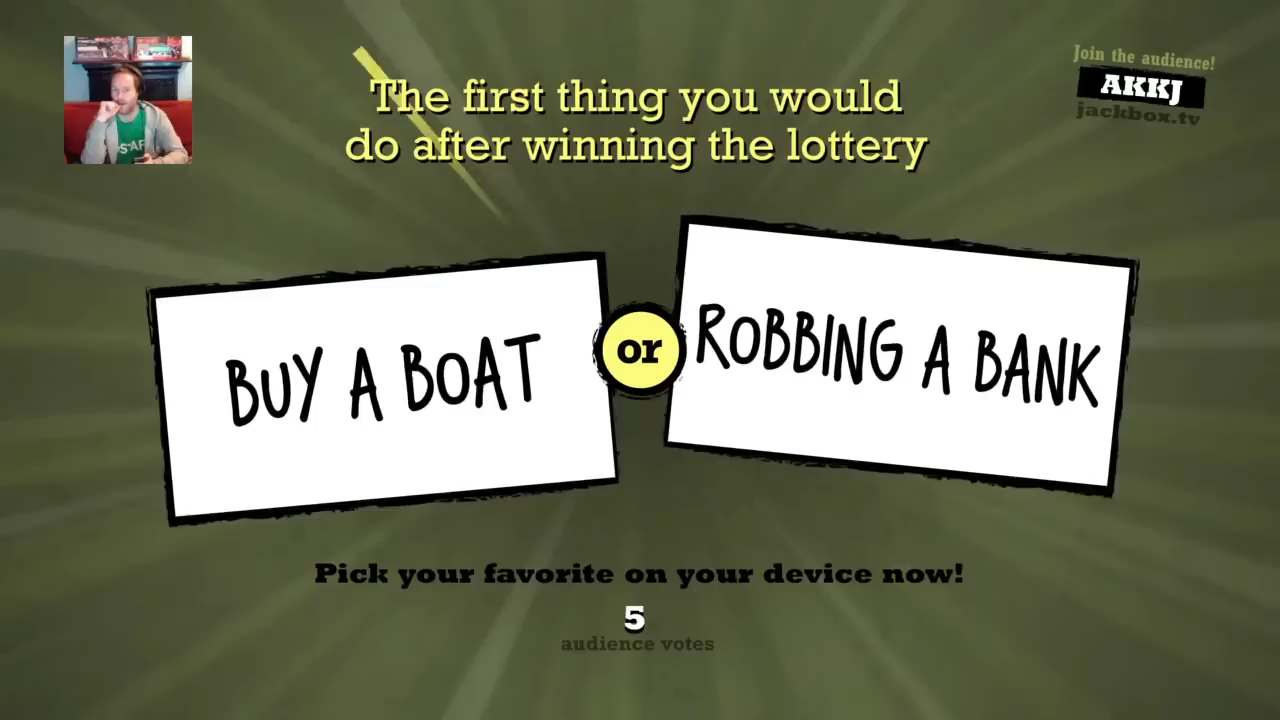 The first thing you would
do after winning the lottery
Join the audience!
AKKJ
jackbox.tv
BUY A BOAT
or
ROBBING A BANK
Pick your favorite on your device now!
5
audience votes